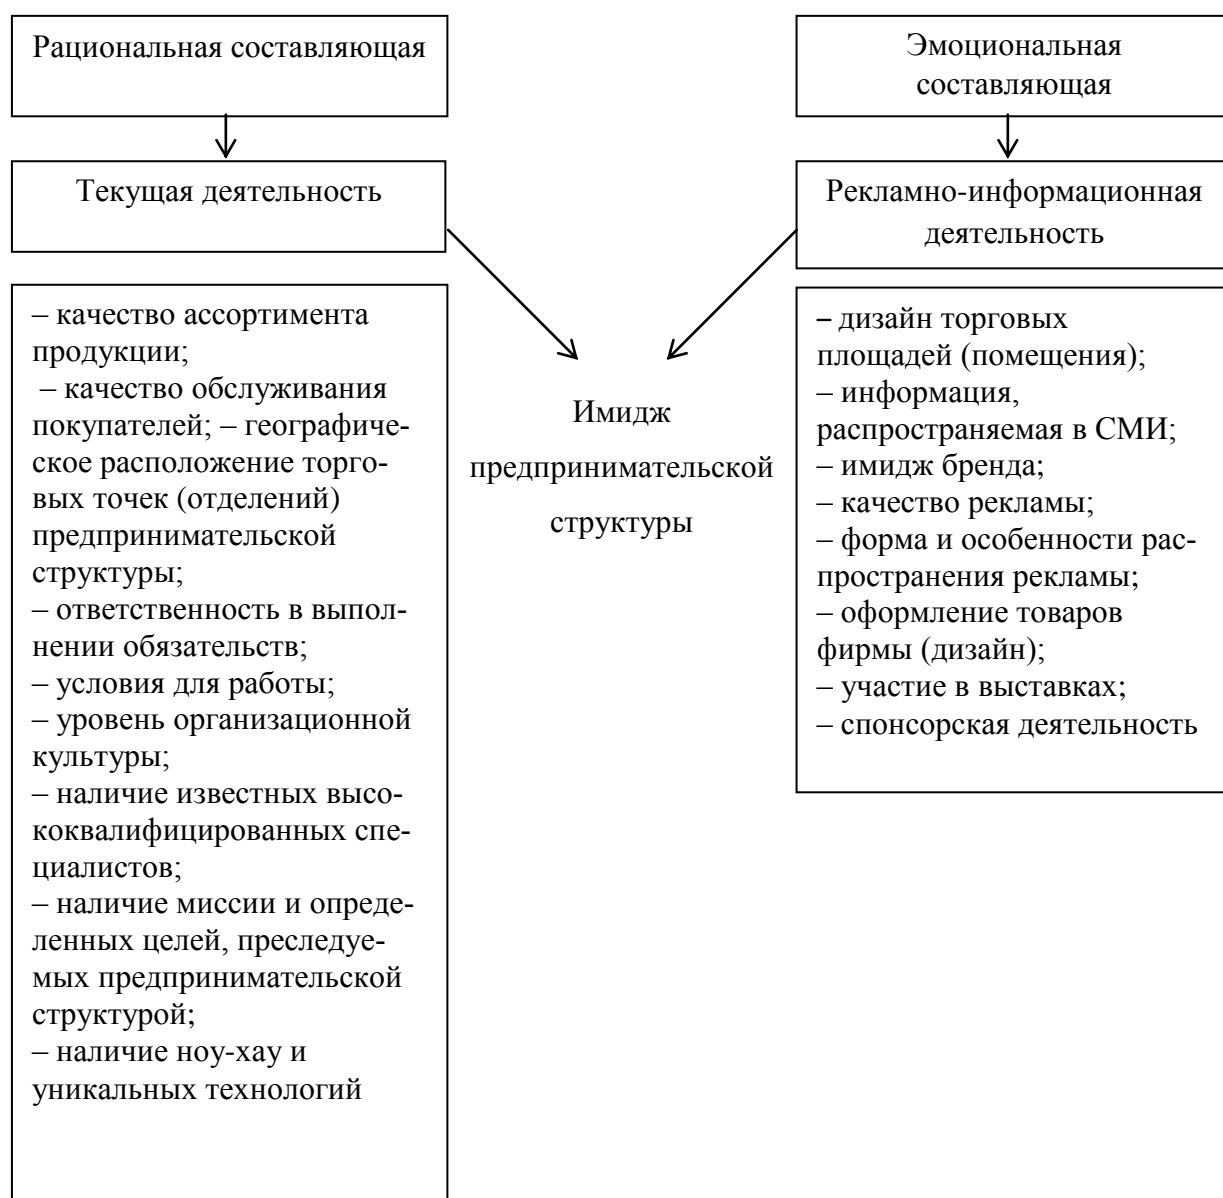 Рациональная составляющая
Эмоциональная
составляющая
Текущая деятельность
Рекламно-информационная
деятельность
– качество ассортимента
продукции;
– качество обслуживания
покупателей; – географиче-
ское расположение торго-
вых точек (отделений)
предпринимательской
структуры;
– ответственность в выпол-
нении обязательств;
– условия для работы;
– уровень организационной
культуры;
– наличие известных высо-
коквалифицированных спе-
циалистов;
– наличие миссии и опреде-
ленных целей, преследуе-
мых предпринимательской
структурой;
– наличие ноу-хау и
уникальных технологий
Имидж
предпринимательской
структуры
– дизайн торговых
площадей (помещения);
– информация,
распространяемая в СМИ;
– имидж бренда;
– качество рекламы;
– форма и особенности рас-
пространения рекламы;
– оформление товаров
фирмы (дизайн);
– участие в выставках;
– спонсорская деятельность